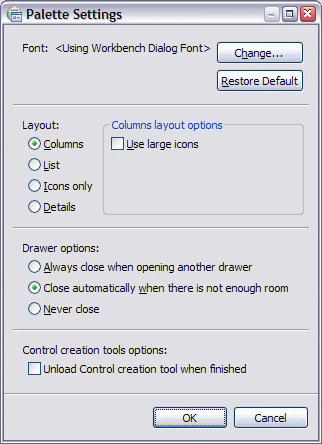 Palette Settings
Font: <Using Workbench Dialog Font> Change...
Restore Default
Layout:
Columns
List
Icons only
Details
Columns layout options
Use large icons
Drawer options:
Always close when opening another drawer
Close automatically when there is not enough room
Never close
Control creation tools options:
Unload Control creation tool when finished
OK Cancel